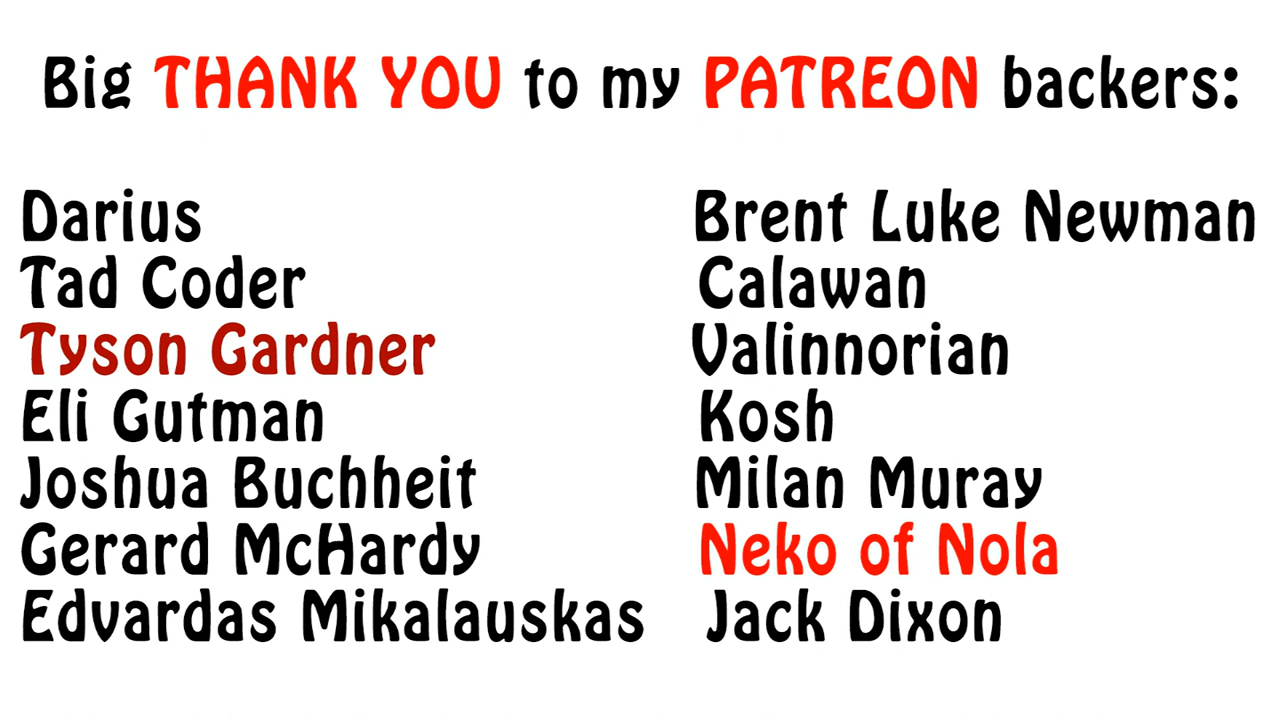 Big THANK YOU to my PATREON backers:
Darius
Tad Coder
Tyson Gardner
Eli Gutman
Joshua Buchheit
Gerard McHardy
Edvardas Mikalauskas
Brent Luke Newman
Calawan
Valinnorian
Kosh
Milan Muray
Neko of Nola
Jack Dixon